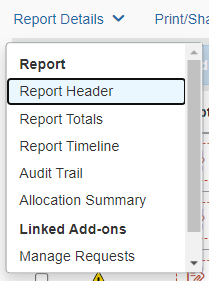 Report Details Print/Sha
Report
Report Header
Report Totals
Report Timeline
Audit Trail
Allocation Summary
Linked Add-ons
Manage Requests